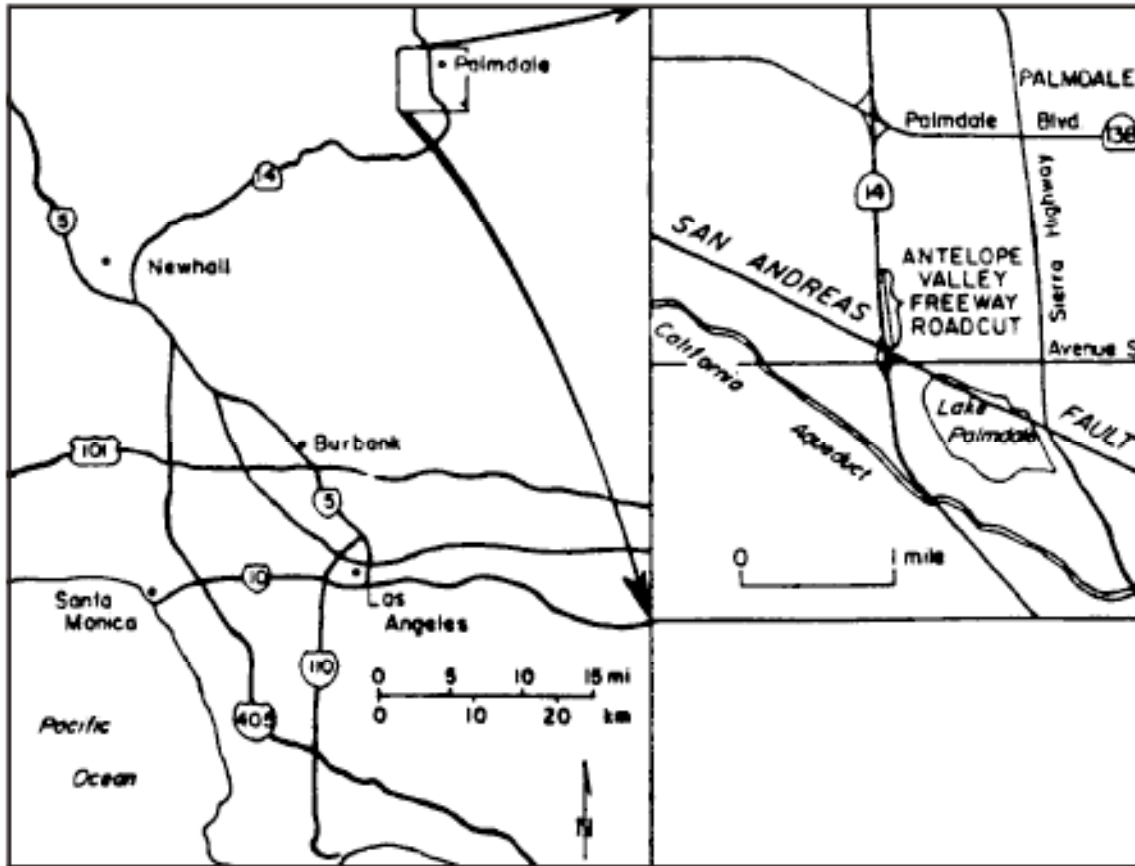 Palmdale
14
5
Newhall
101
Burbank
5
10
Santa
Monica
Los
Angeles
110
0 5 10 15 mi
0 10 20 km
405
Pacific
Ocean
N
PALMDALE
Palmdale Blvd. 138
14
SAN ANDREAS FAULT
ANTELOPE
VALLEY
FREEWAY
ROADCUT
Sierra Highway
Avenue S
California Aqueduct
Lake
Palmdale
0 1 mile